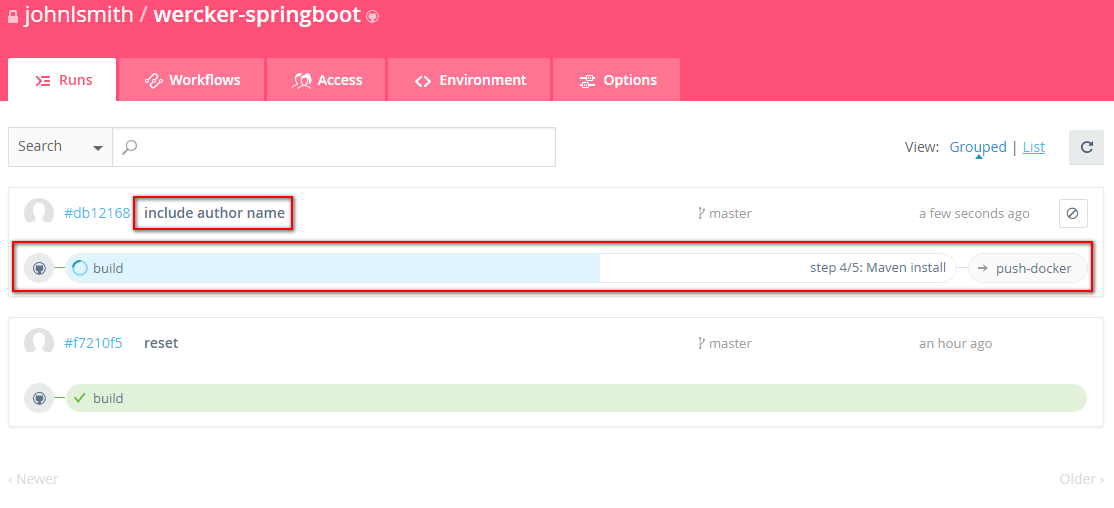 johnlsmith / wercker-springboot
Runs Workflows Access Environment Options
Search View: Grouped | List
#db12168 include author name master a few seconds ago
build step 4/5: Maven install push-docker
#f7210f5 reset master an hour ago
build
‹ Newer Older ›